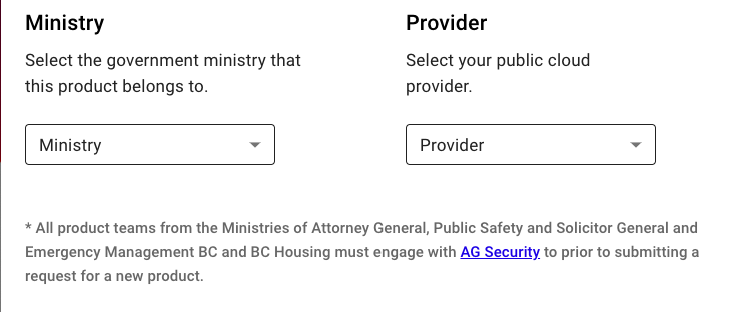 Ministry
Select the government ministry that
this product belongs to.
Ministry
Provider
Select your public cloud
provider.
Provider
* All product teams from the Ministries of Attorney General, Public Safety and Solicitor General and
Emergency Management BC and BC Housing must engage with AG Security to prior to submitting a
request for a new product.